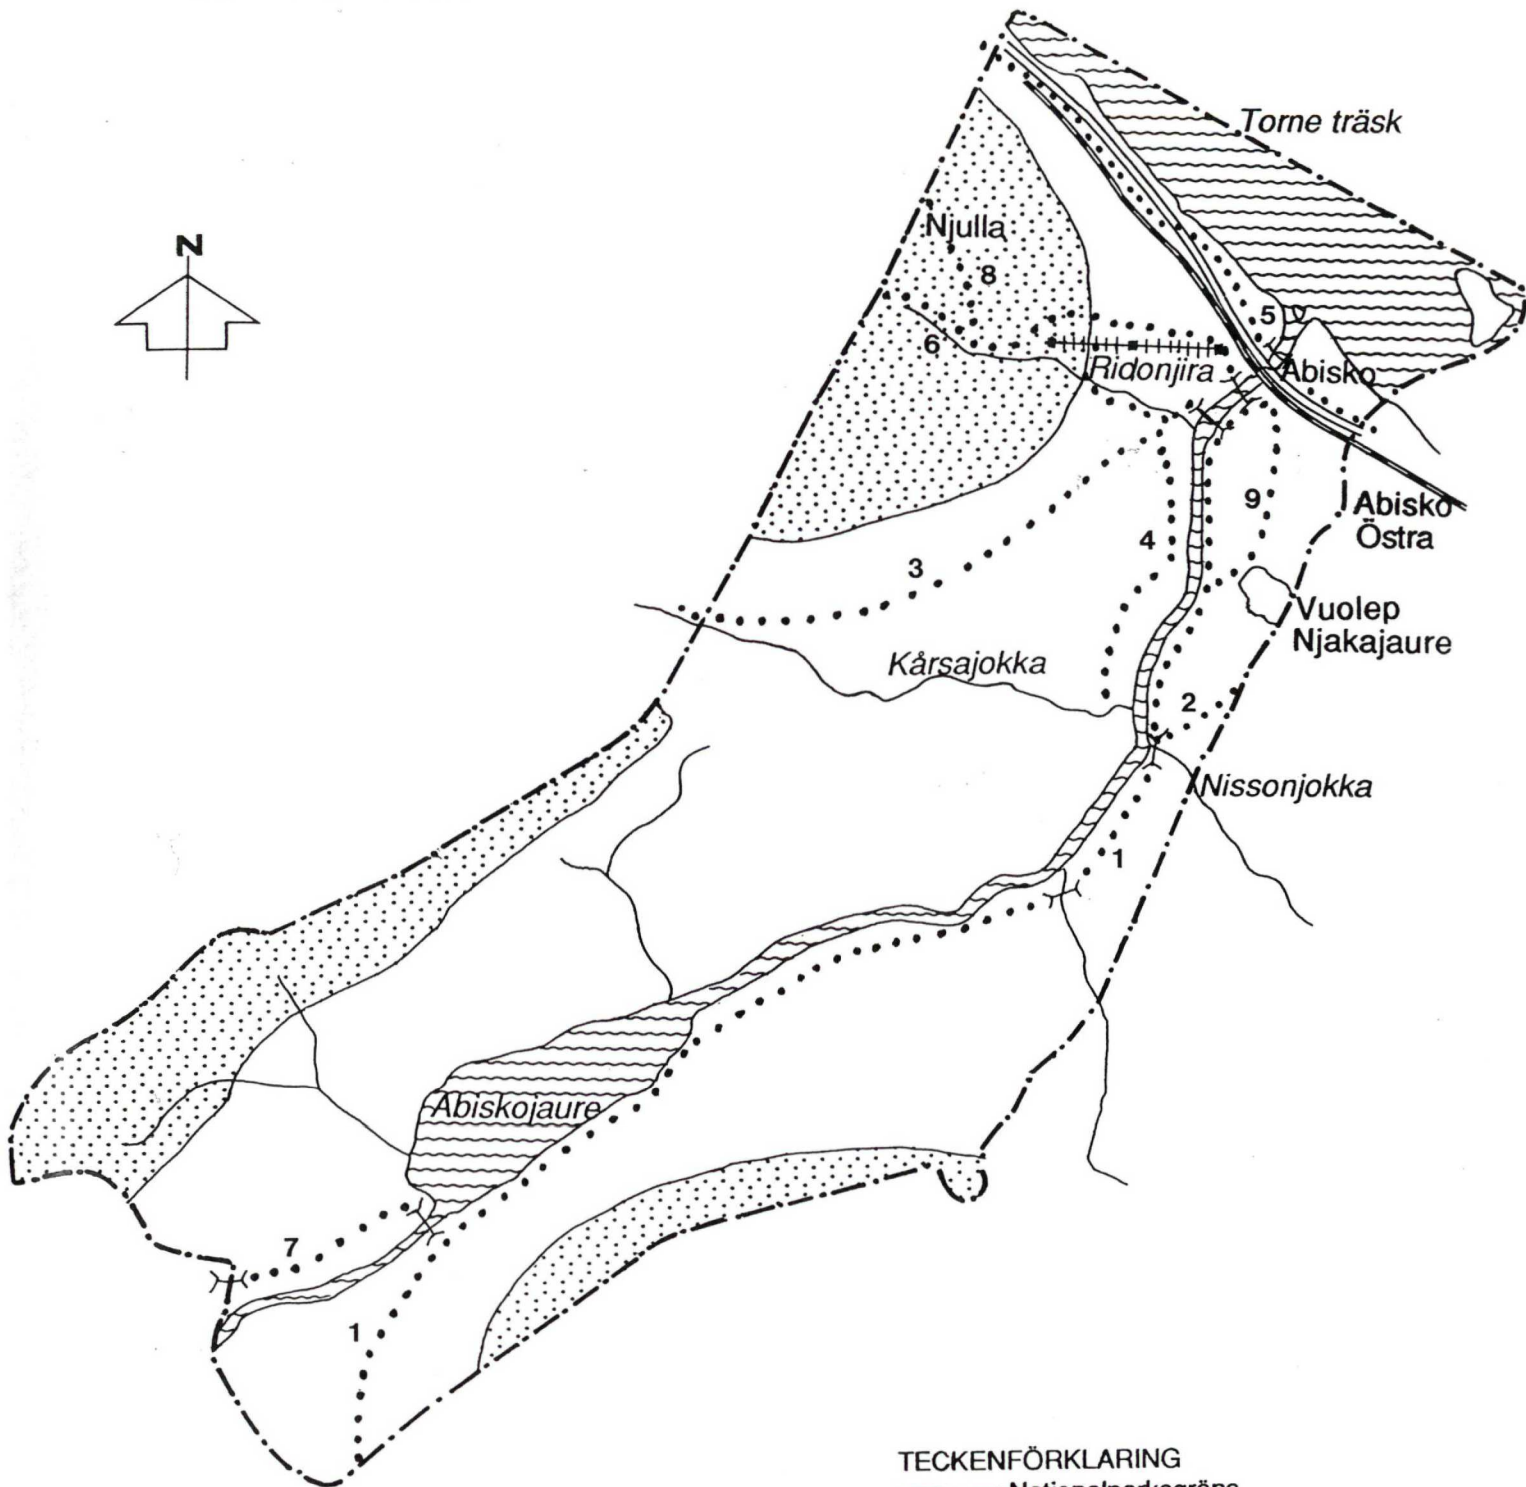 Torne träsk
N
Njulla
8
5
6
Ridonjira
Abisko
9
Abisko
Östra
4
3
Vuolep
Njakajaure
Kårsajokka
2
Nissonjokka
1
Abiskojaure
7
1
TECKENFÖRKLARING
Nationalparksgräns